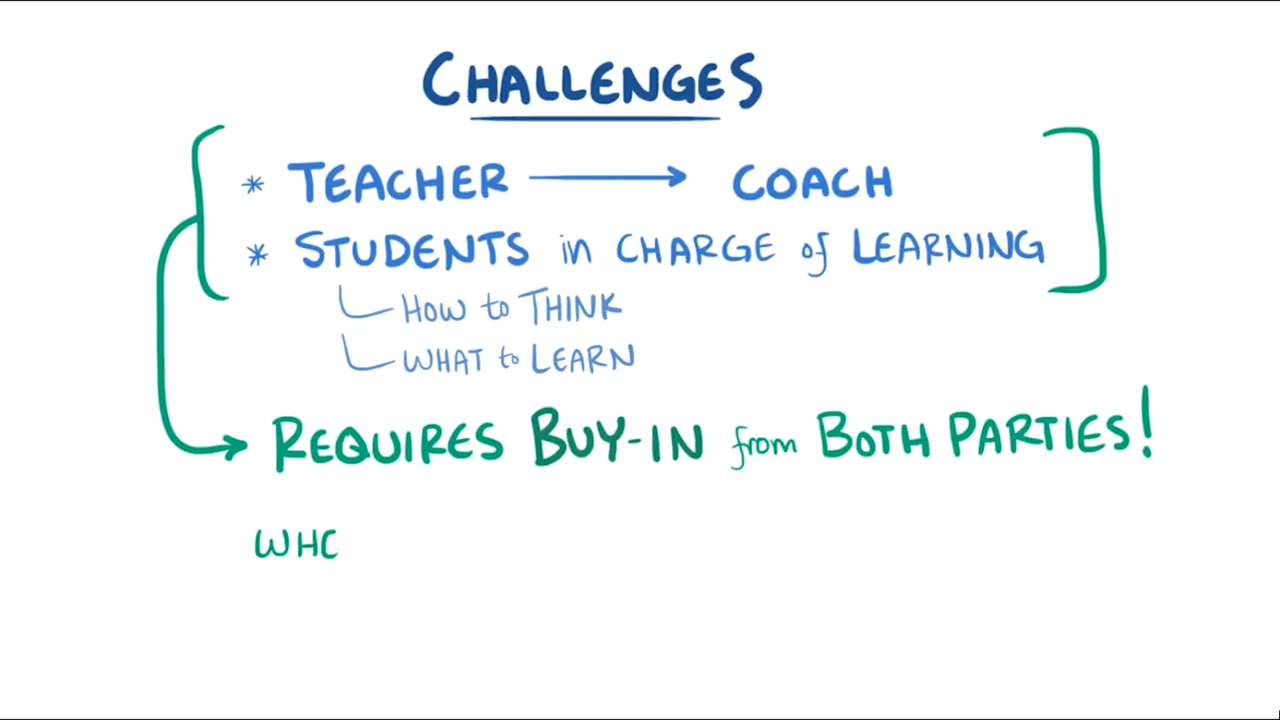 CHALLENGES
* TEACHER → COACH
* STUDENTS in CHARGE of LEARNING
HOW to THINK
WHAT to LEARN
REQUIRES BUY-IN from BOTH PARTIES!
WHC